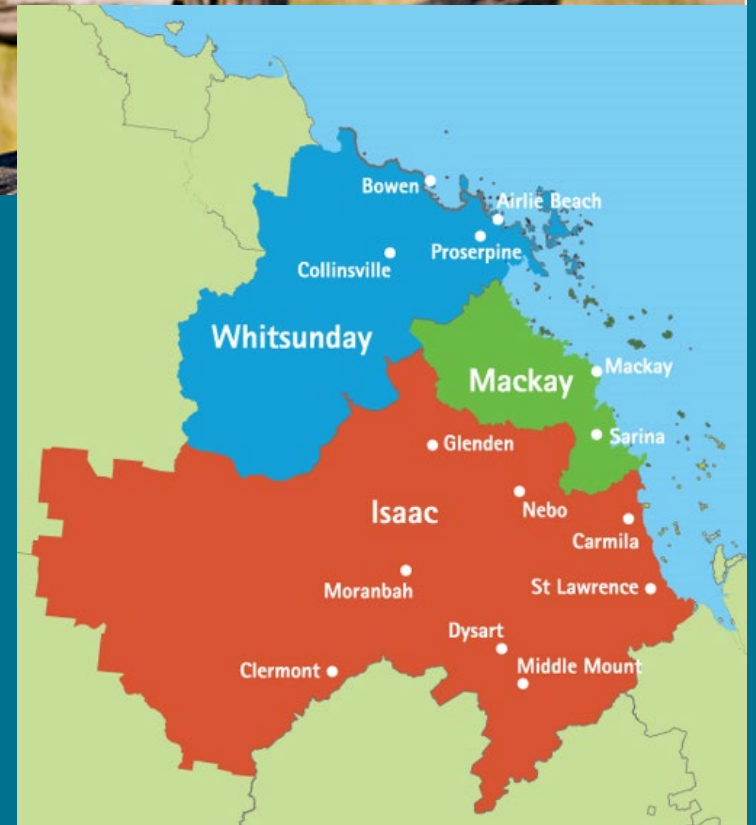 Bowen
Airlie Beach
Proserpine
Collinsville
Whitsunday
Mackay
Mackay
Sarina
Glenden
Nebo
Isaac
Carmila
Moranbah
St Lawrence
Dysart
Middle Mount
Clermont